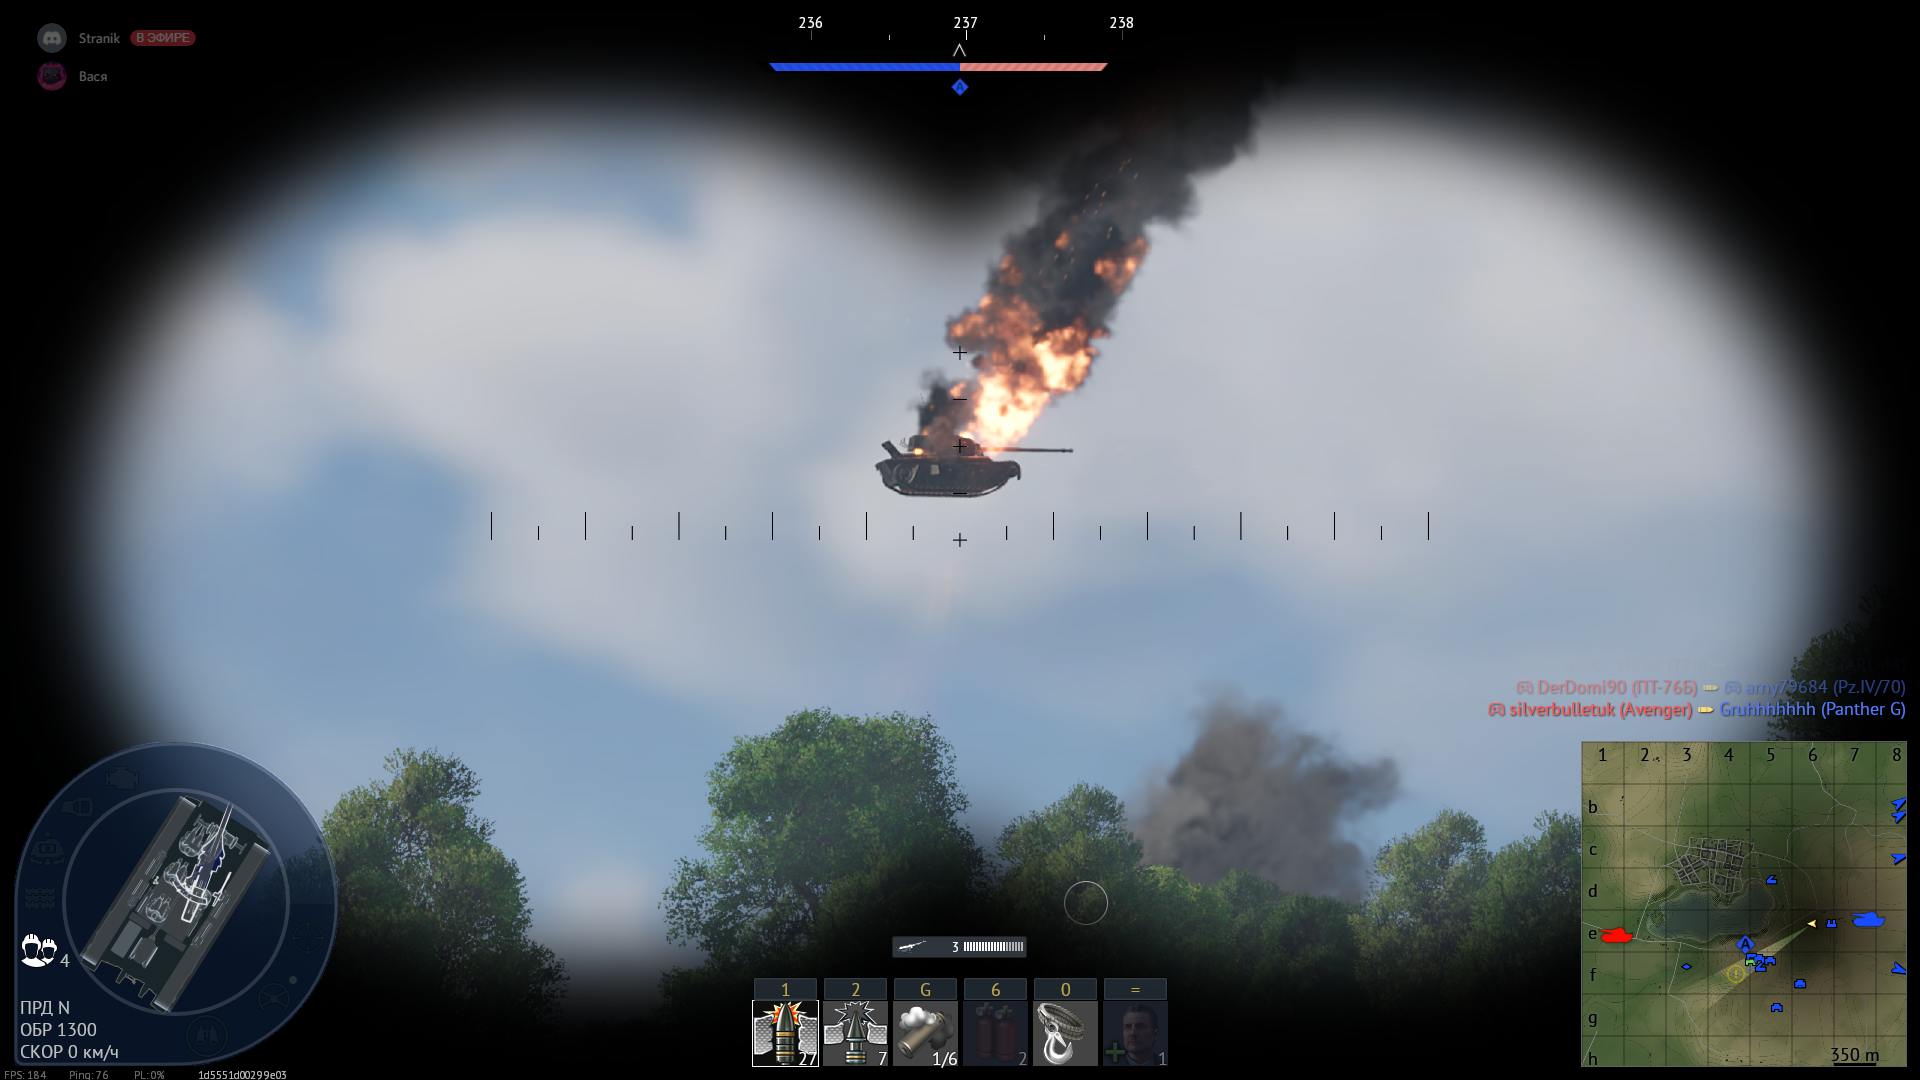 236 237 238
Stranik В ЭФИРЕ
A
Вася
DerDomi90 (ПТ-76Б) amy79684 (Pz.IV/70)
silverbulletuk (Avenger) Gruhhhhhhh (Panther G)
1 2 3 4 5 6 7 8
b
c
d
e
A
f
g
h
350 m
4
ПРД N
ОБР 1300
СКОР 0 км/ч
3
1 2 G 6 0 =
27 7 1/6 2 1
FPS: 184 Ping: 76 PL: 0% 1d5551d00299e03